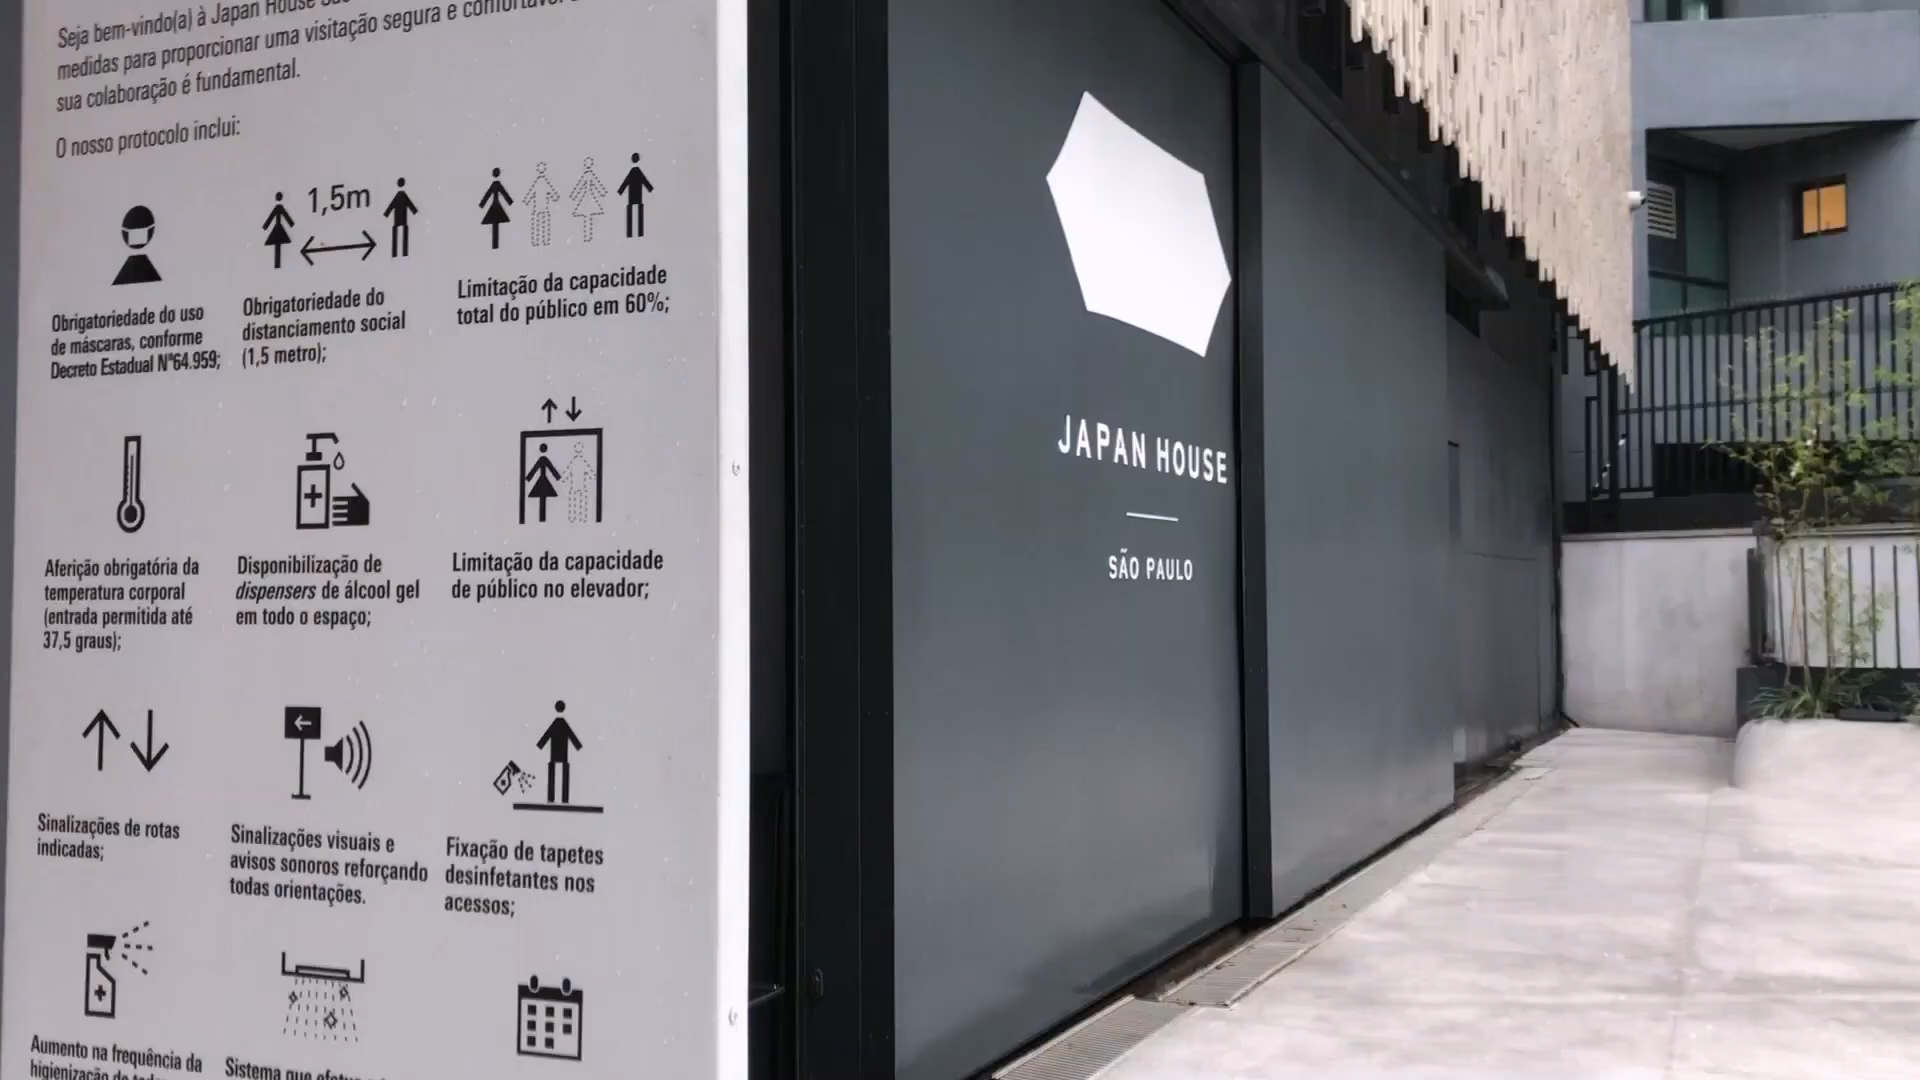 Seja bem-vindo(a) à Japan House
medidas para proporcionar uma visitação segura e confortável
sua colaboração é fundamental.
O nosso protocolo inclui:
1,5m
Obrigatoriedade do uso
de máscaras, conforme
Decreto Estadual Nº64.959;
Obrigatoriedade do
distanciamento social
(1,5 metro);
Limitação da capacidade
total do público em 60%;
Aferição obrigatória da
temperatura corporal
(entrada permitida até
37,5 graus);
Disponibilização de
dispensers de álcool gel
em todo o espaço;
Limitação da capacidade
de público no elevador;
Sinalizações de rotas
indicadas;
Sinalizações visuais e
avisos sonoros reforçando
todas orientações.
Fixação de tapetes
desinfetantes nos
acessos;
Aumento na frequência da
higienização de
Sistema que
JAPAN HOUSE
SÃO PAULO